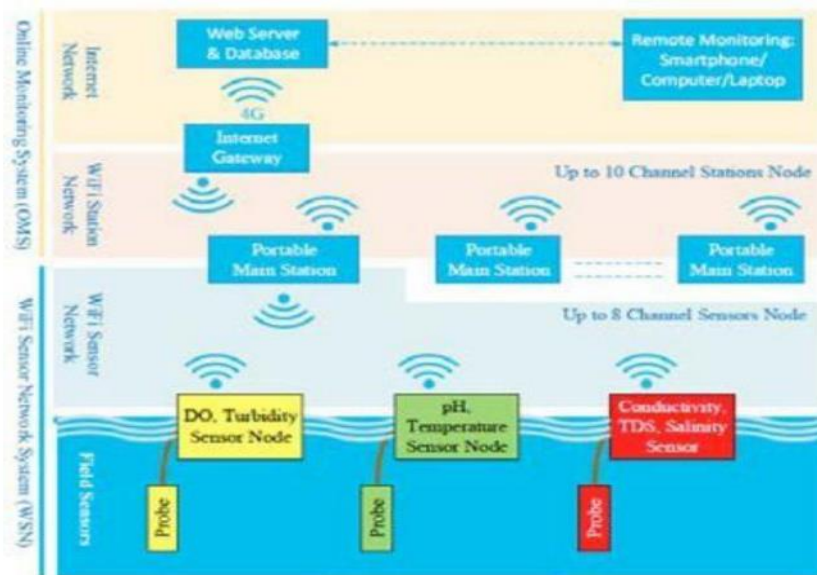 Online Monitoring System (OMS)
Internet
Network
Web Server
& Database
Remote Monitoring:
Smartphone/
Computer/Laptop
4G
Internet
Gateway
WiFi Station
Network
Up to 10 Channel Stations Node
Portable
Main Station
Portable
Main Station
Portable
Main Station
WiFi Sensor Network System (WSN)
WiFi Sensor
Network
Up to 8 Channel Sensors Node
DO, Turbidity
Sensor Node
pH,
Temperature
Sensor Node
Conductivity,
TDS, Salinity
Sensor
Field Sensors
Probe
Probe
Probe